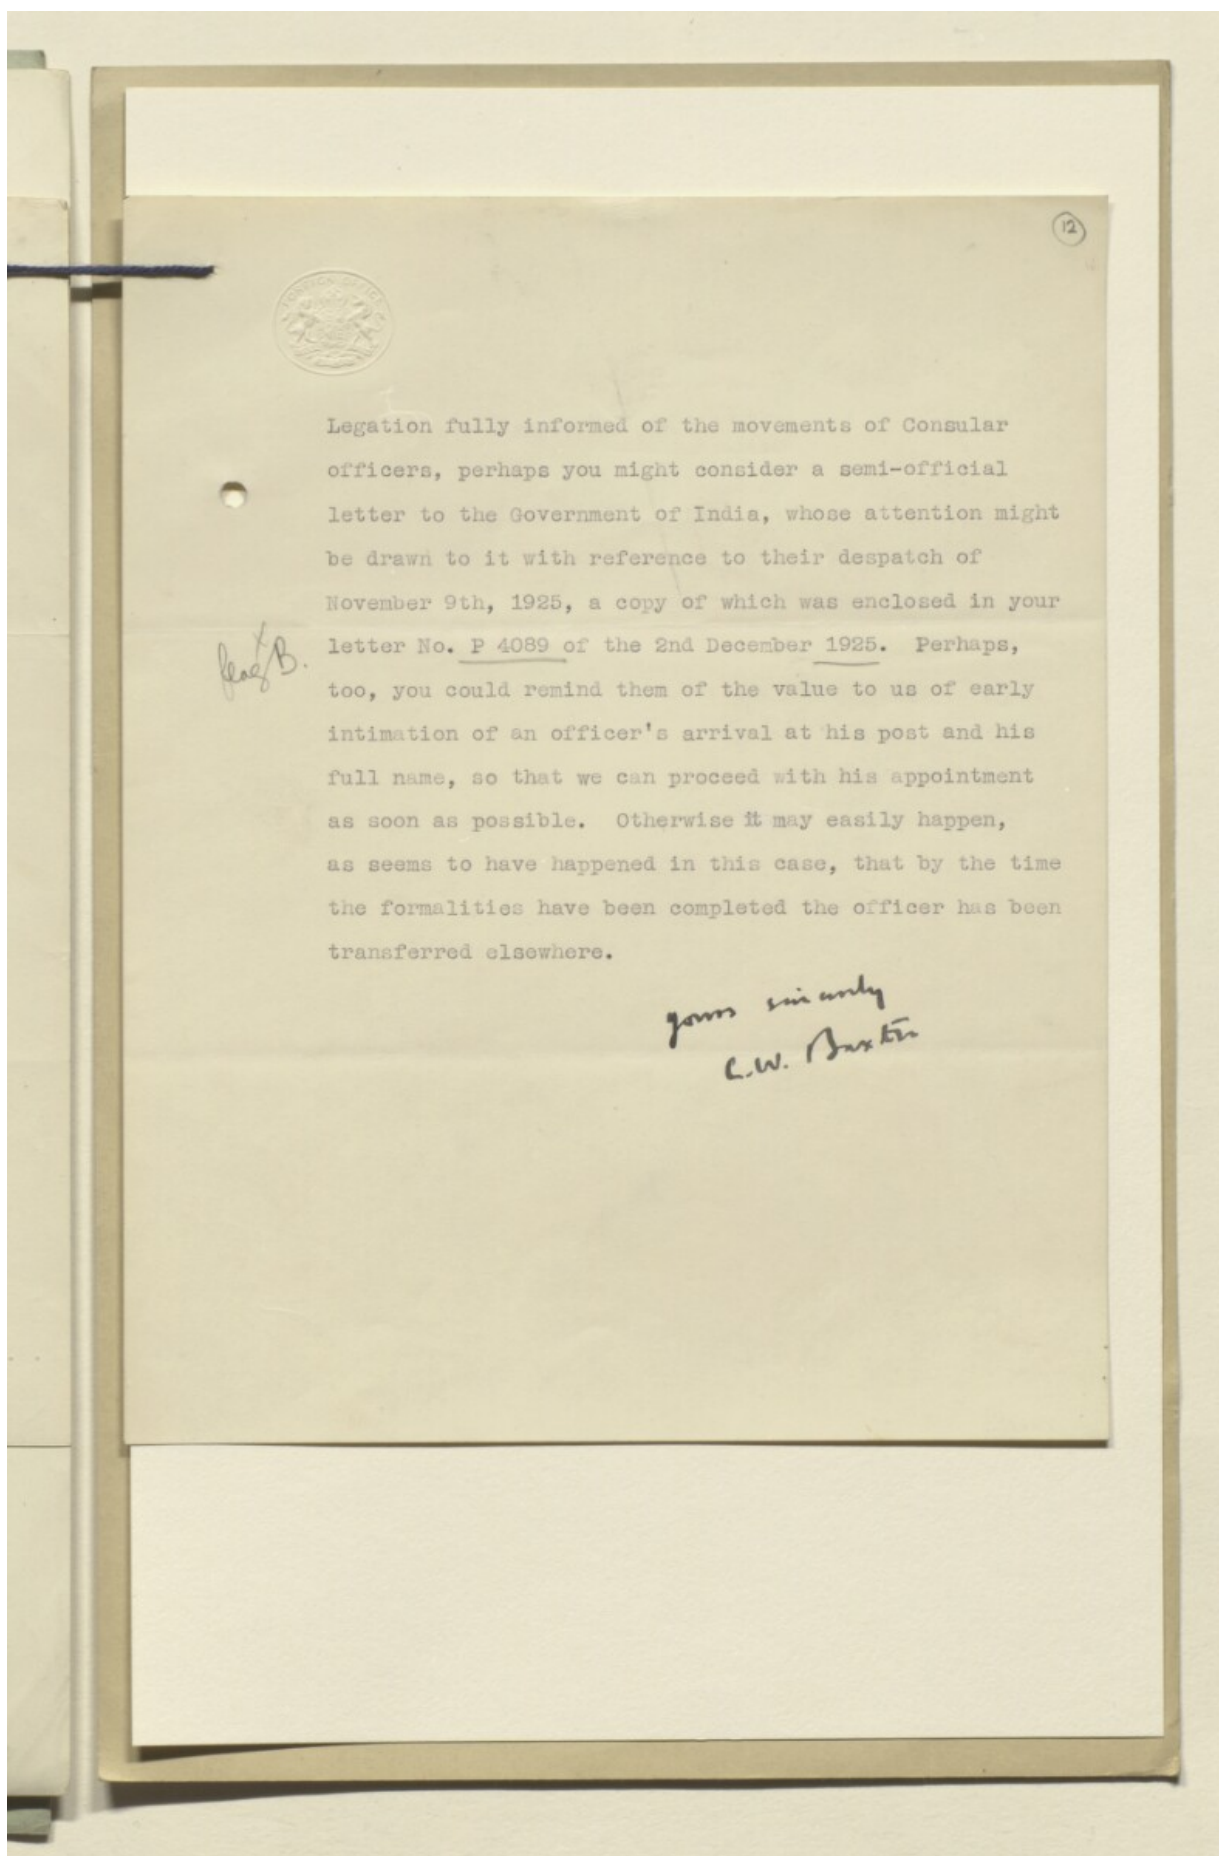 12
FOREIGN OFFICE
Legation fully informed of the movements of Consular
officers, perhaps you might consider a semi-official
letter to the Government of India, whose attention might
be drawn to it with reference to their despatch of
November 9th, 1925, a copy of which was enclosed in your
letter No. P 4089 of the 2nd December 1925. Perhaps,
x
flag B.
too, you could remind them of the value to us of early
intimation of an officer's arrival at his post and his
full name, so that we can proceed with his appointment
as soon as possible. Otherwise it may easily happen,
as seems to have happened in this case, that by the time
the formalities have been completed the officer has been
transferred elsewhere.
yours sincerely
C.W. Baxter